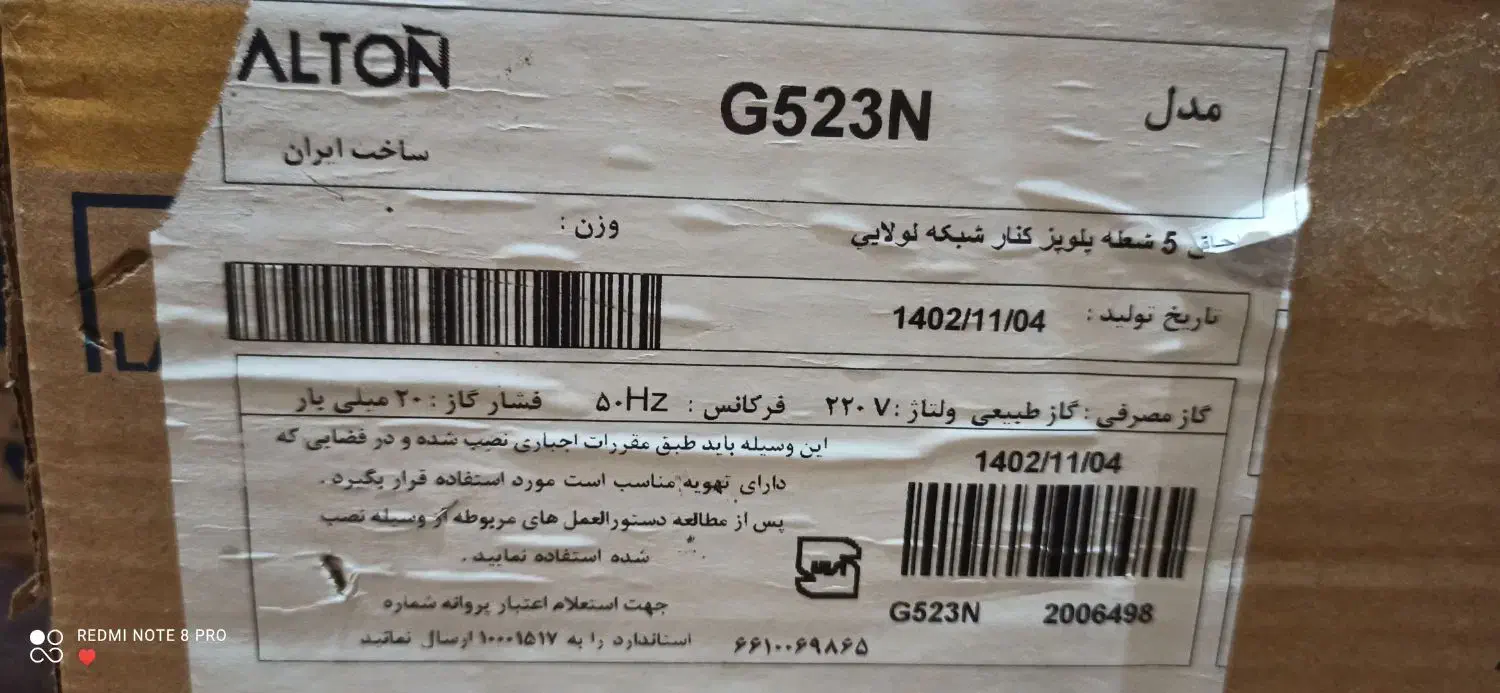 ALTON
مدل G523N
ساخت ایران
اجاق 5 شعله پلوپز کنار شبکه لولایی
وزن :
تاریخ تولید : 1402/11/04
گاز مصرفی : گاز طبیعی ولتاژ : ۲۲۰ V فرکانس : ۵۰Hz فشار گاز : ۲۰ میلی بار
این وسیله باید طبق مقررات اجباری نصب شده و در فضایی که
دارای تهویه مناسب است مورد استفاده قرار بگیرد .
پس از مطالعه دستورالعمل های مربوطه از وسیله نصب
شده استفاده نمایید .
جهت استعلام اعتبار پروانه شماره
استاندارد را به ۱۰۰۰۱۵۱۷ ارسال نمائید
1402/11/04
G523N 2006498
۶۶۱۰۰۶۹۸۶۵
REDMI NOTE 8 PRO